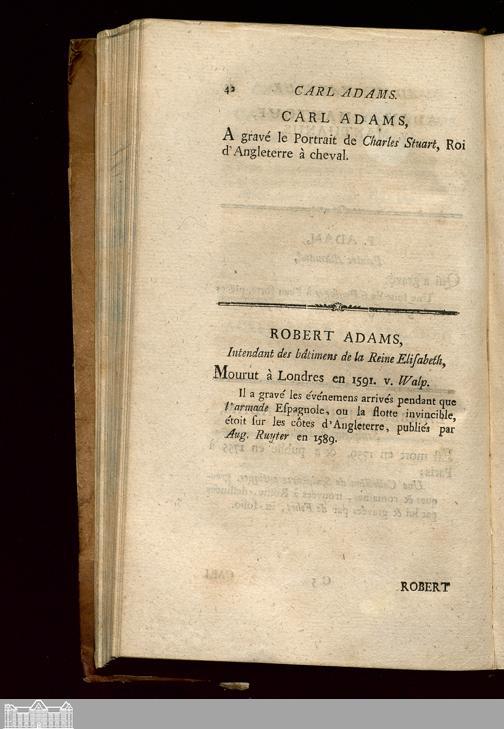 42 CARL ADAMS.
CARL ADAMS,
A gravé le Portrait de Charles Stuart, Roi
d'Angleterre à cheval.
ROBERT ADAMS,
Intendant des bâtimens de la Reine Elisabeth,
Mourut à Londres en 1591. v. Walp.
Il a gravé les événemens arrivés pendant que
l'armade Espagnole, ou la flotte invincible,
étoit sur les côtes d'Angleterre, publiés par
Aug. Ruyter en 1589.
ROBERT